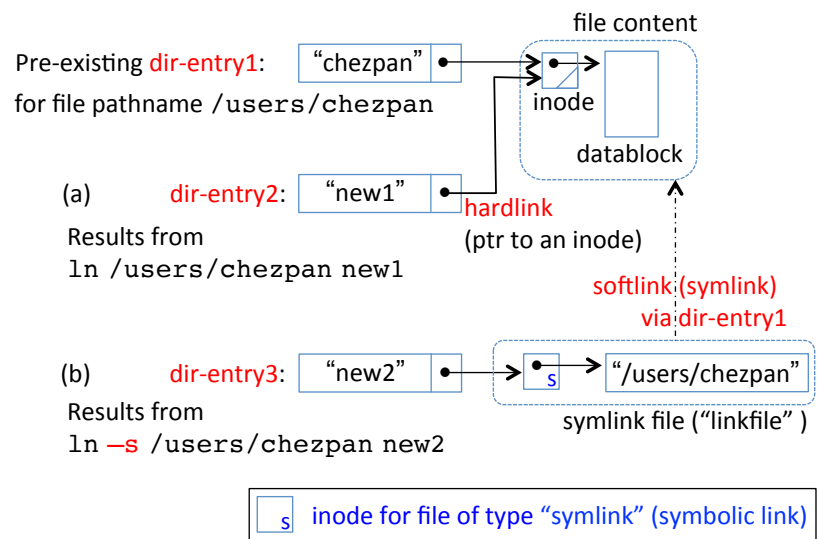 file content
Pre-existing dir-entry1: “chezpan”
for file pathname /users/chezpan
inode
datablock
(a) dir-entry2: “new1”
hardlink
(ptr to an inode)
Results from
ln /users/chezpan new1
softlink (symlink)
via dir-entry1
(b) dir-entry3: “new2” s “/users/chezpan”
symlink file (“linkfile” )
Results from
ln –s /users/chezpan new2
s inode for file of type “symlink” (symbolic link)